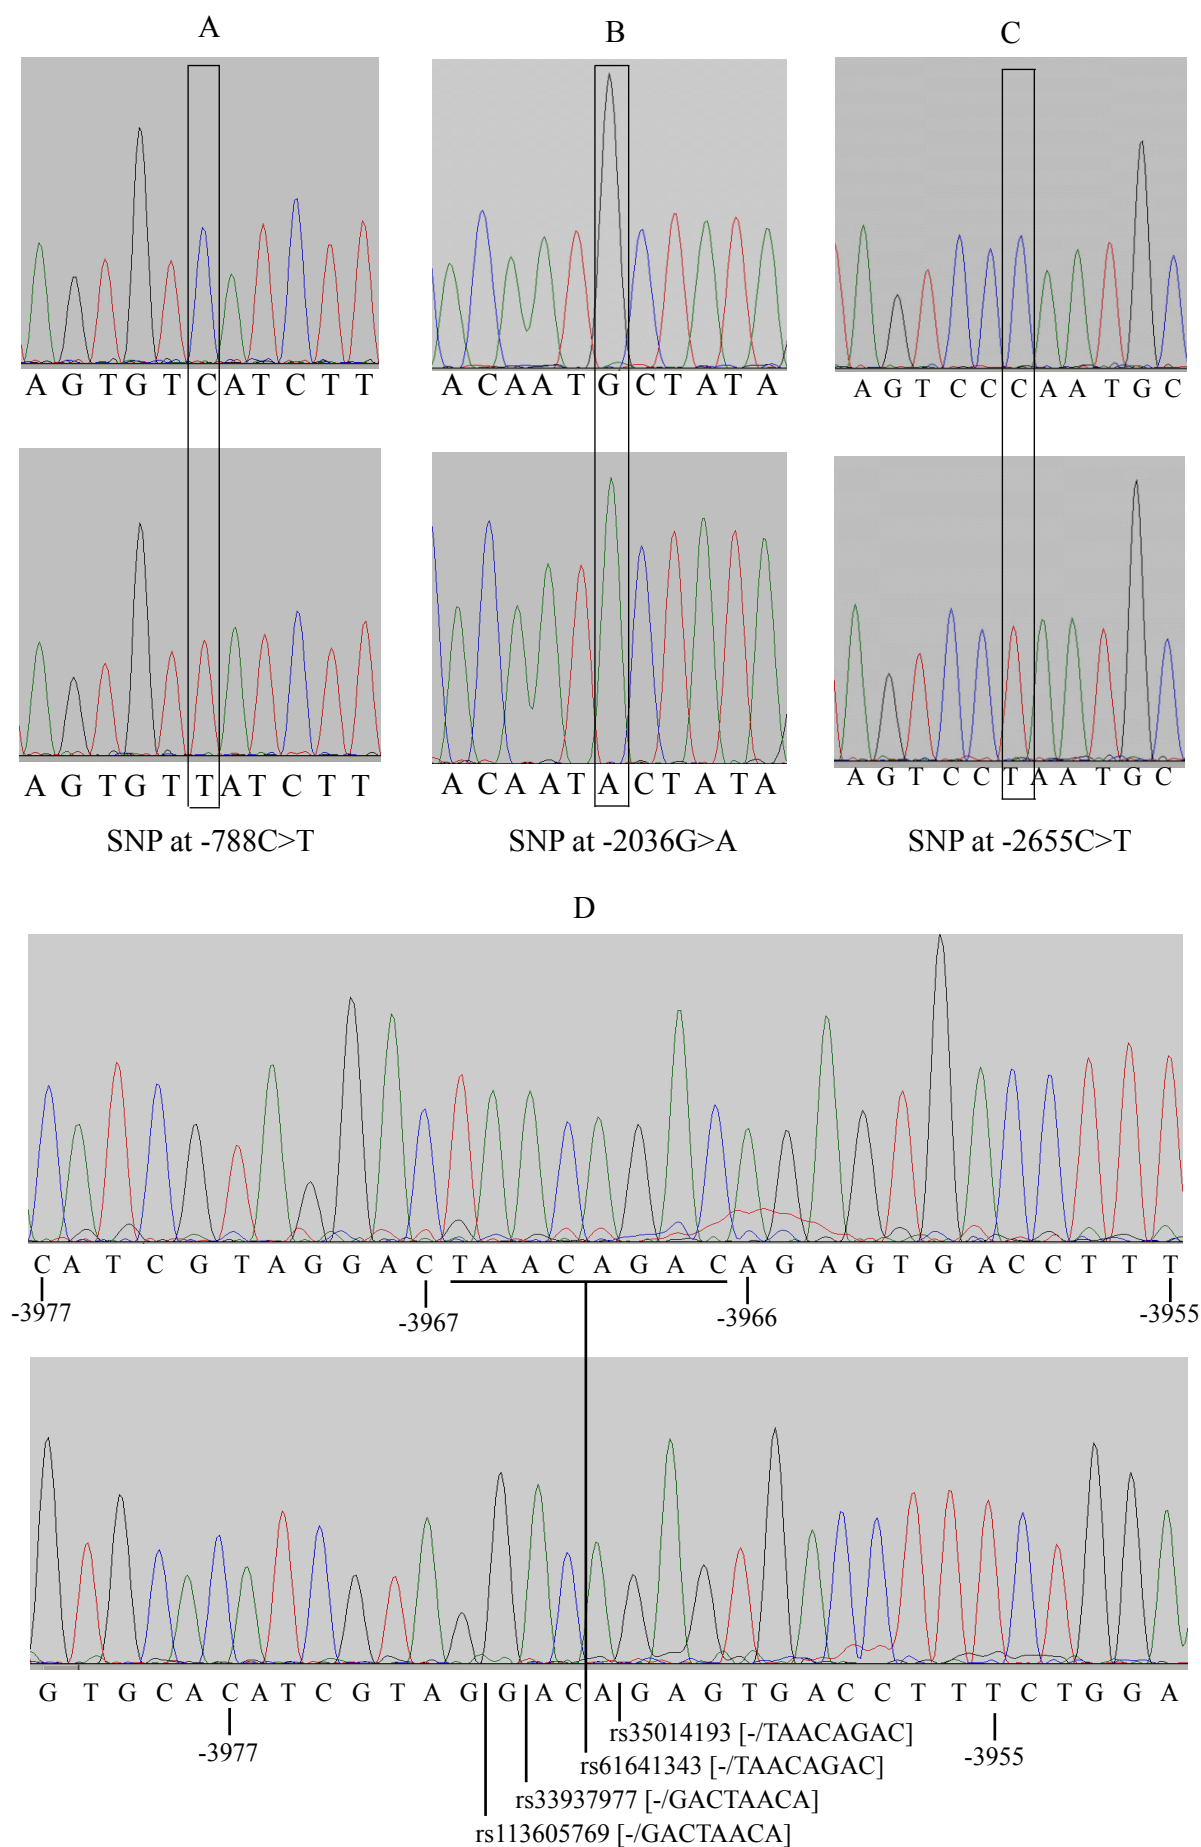 A
B
C
A G T G T C A T C T T
A C A A T G C T A T A
A G T C C C A A T G C
A G T G T T A T C T T
A C A A T A C T A T A
A G T C C T A A T G C
SNP at -788C>T
SNP at -2036G>A
SNP at -2655C>T
D
C A T C G T A G G A C T A A C A G A C A G A G T G A C C T T T
-3977
-3967
-3966
-3955
G T G C A C A T C G T A G G A C A G A G T G A C C T T T C T G G A
-3977
rs35014193 [-/TAACAGAC]
-3955
rs61641343 [-/TAACAGAC]
rs33937977 [-/GACTAACA]
rs113605769 [-/GACTAACA]